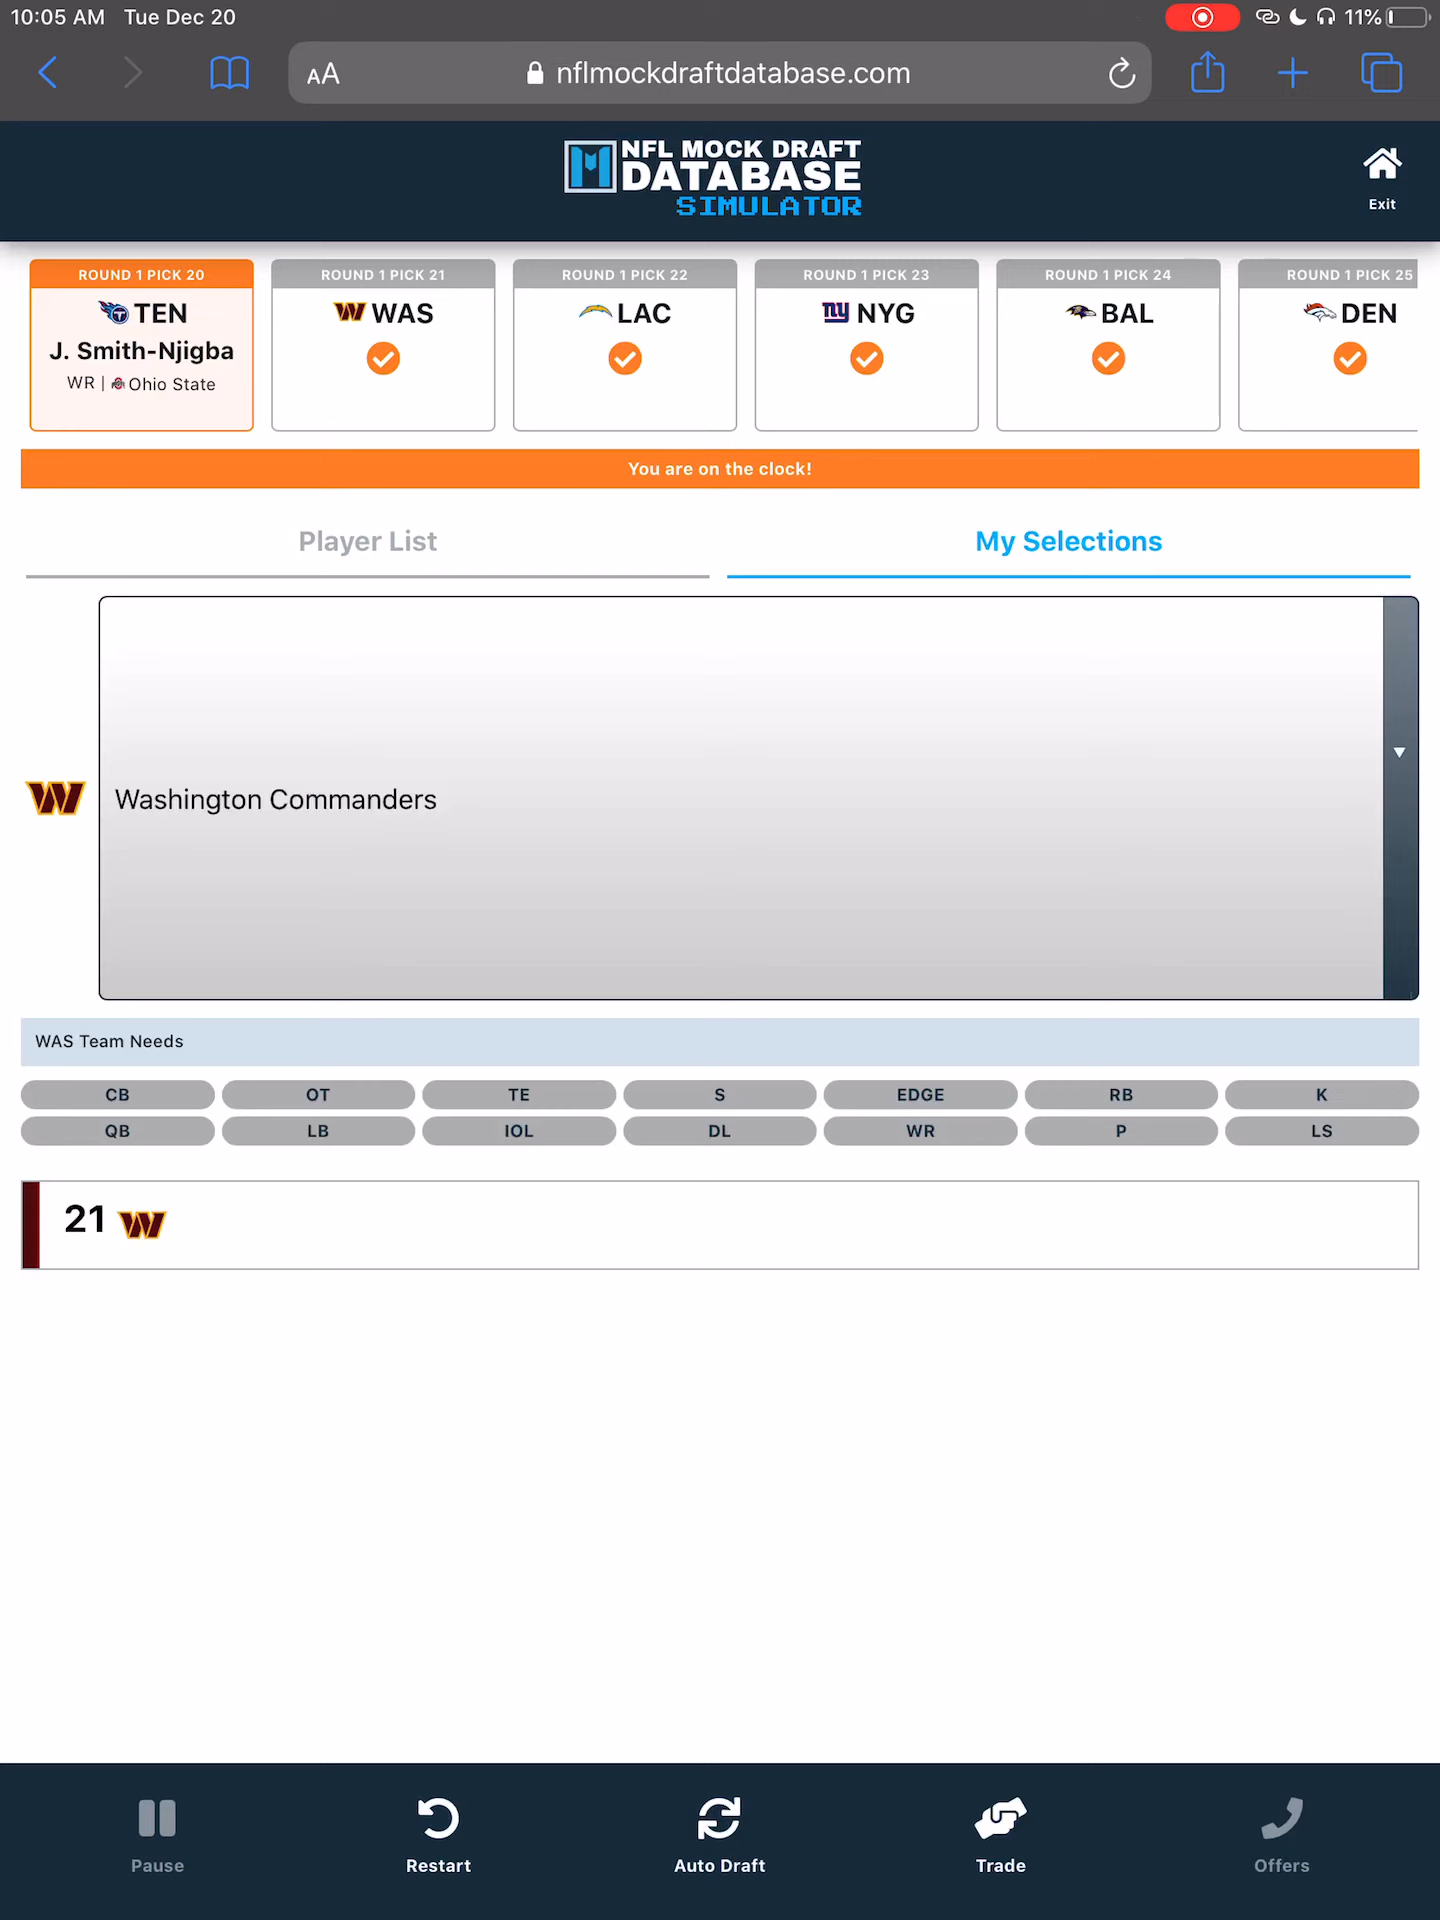 10:05 AM Tue Dec 20 11%
AA nflmockdraftdatabase.com
NFL MOCK DRAFT
DATABASE
SIMULATOR
Exit
ROUND 1 PICK 20 ROUND 1 PICK 21 ROUND 1 PICK 22 ROUND 1 PICK 23 ROUND 1 PICK 24 ROUND 1 PICK 25
TEN W WAS LAC ny NYG BAL DEN
J. Smith-Njigba
WR | Ohio State
You are on the clock!
Player List My Selections
W Washington Commanders
WAS Team Needs
CB OT TE S EDGE RB K
QB LB IOL DL WR P LS
21 W
Pause Restart Auto Draft Trade Offers